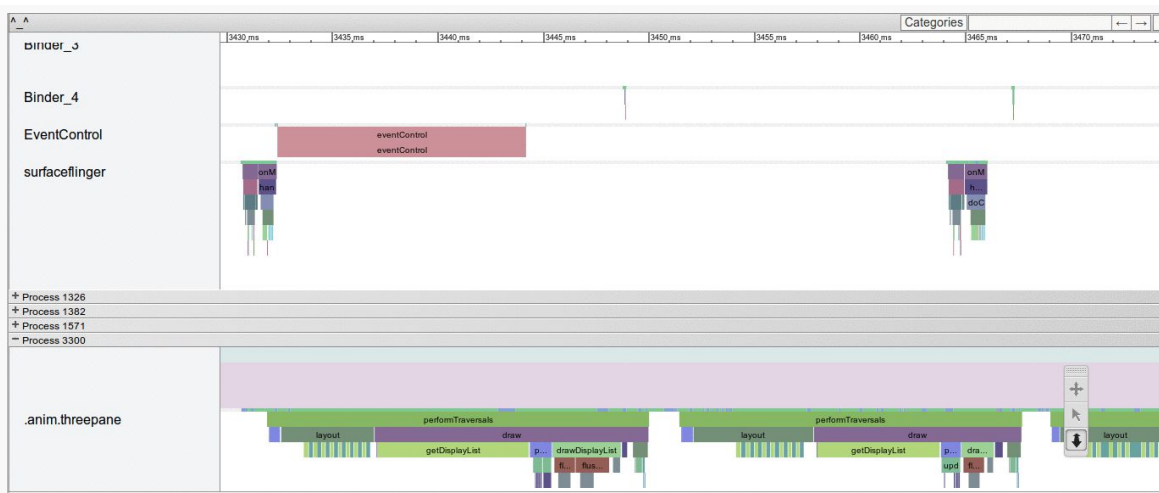 ^_^ Categories ← →
3430 ms 3435 ms 3440 ms 3445 ms 3450 ms 3455 ms 3460 ms 3465 ms 3470 ms
Binder_3
Binder_4
EventControl
eventControl
eventControl
surfaceflinger
onM onM
han h...
doC
+ Process 1326
+ Process 1382
+ Process 1571
− Process 3300
.anim.threepane
performTraversals performTraversals
layout draw layout draw layout
getDisplayList p... drawDisplayList getDisplayList p... dra...
fl... flus... upd fl...